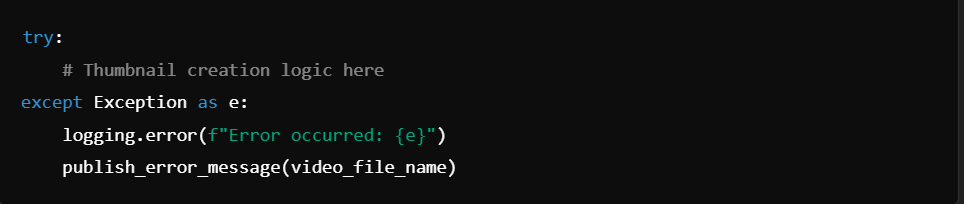 try:
    # Thumbnail creation logic here
except Exception as e:
    logging.error(f"Error occurred: {e}")
    publish_error_message(video_file_name)